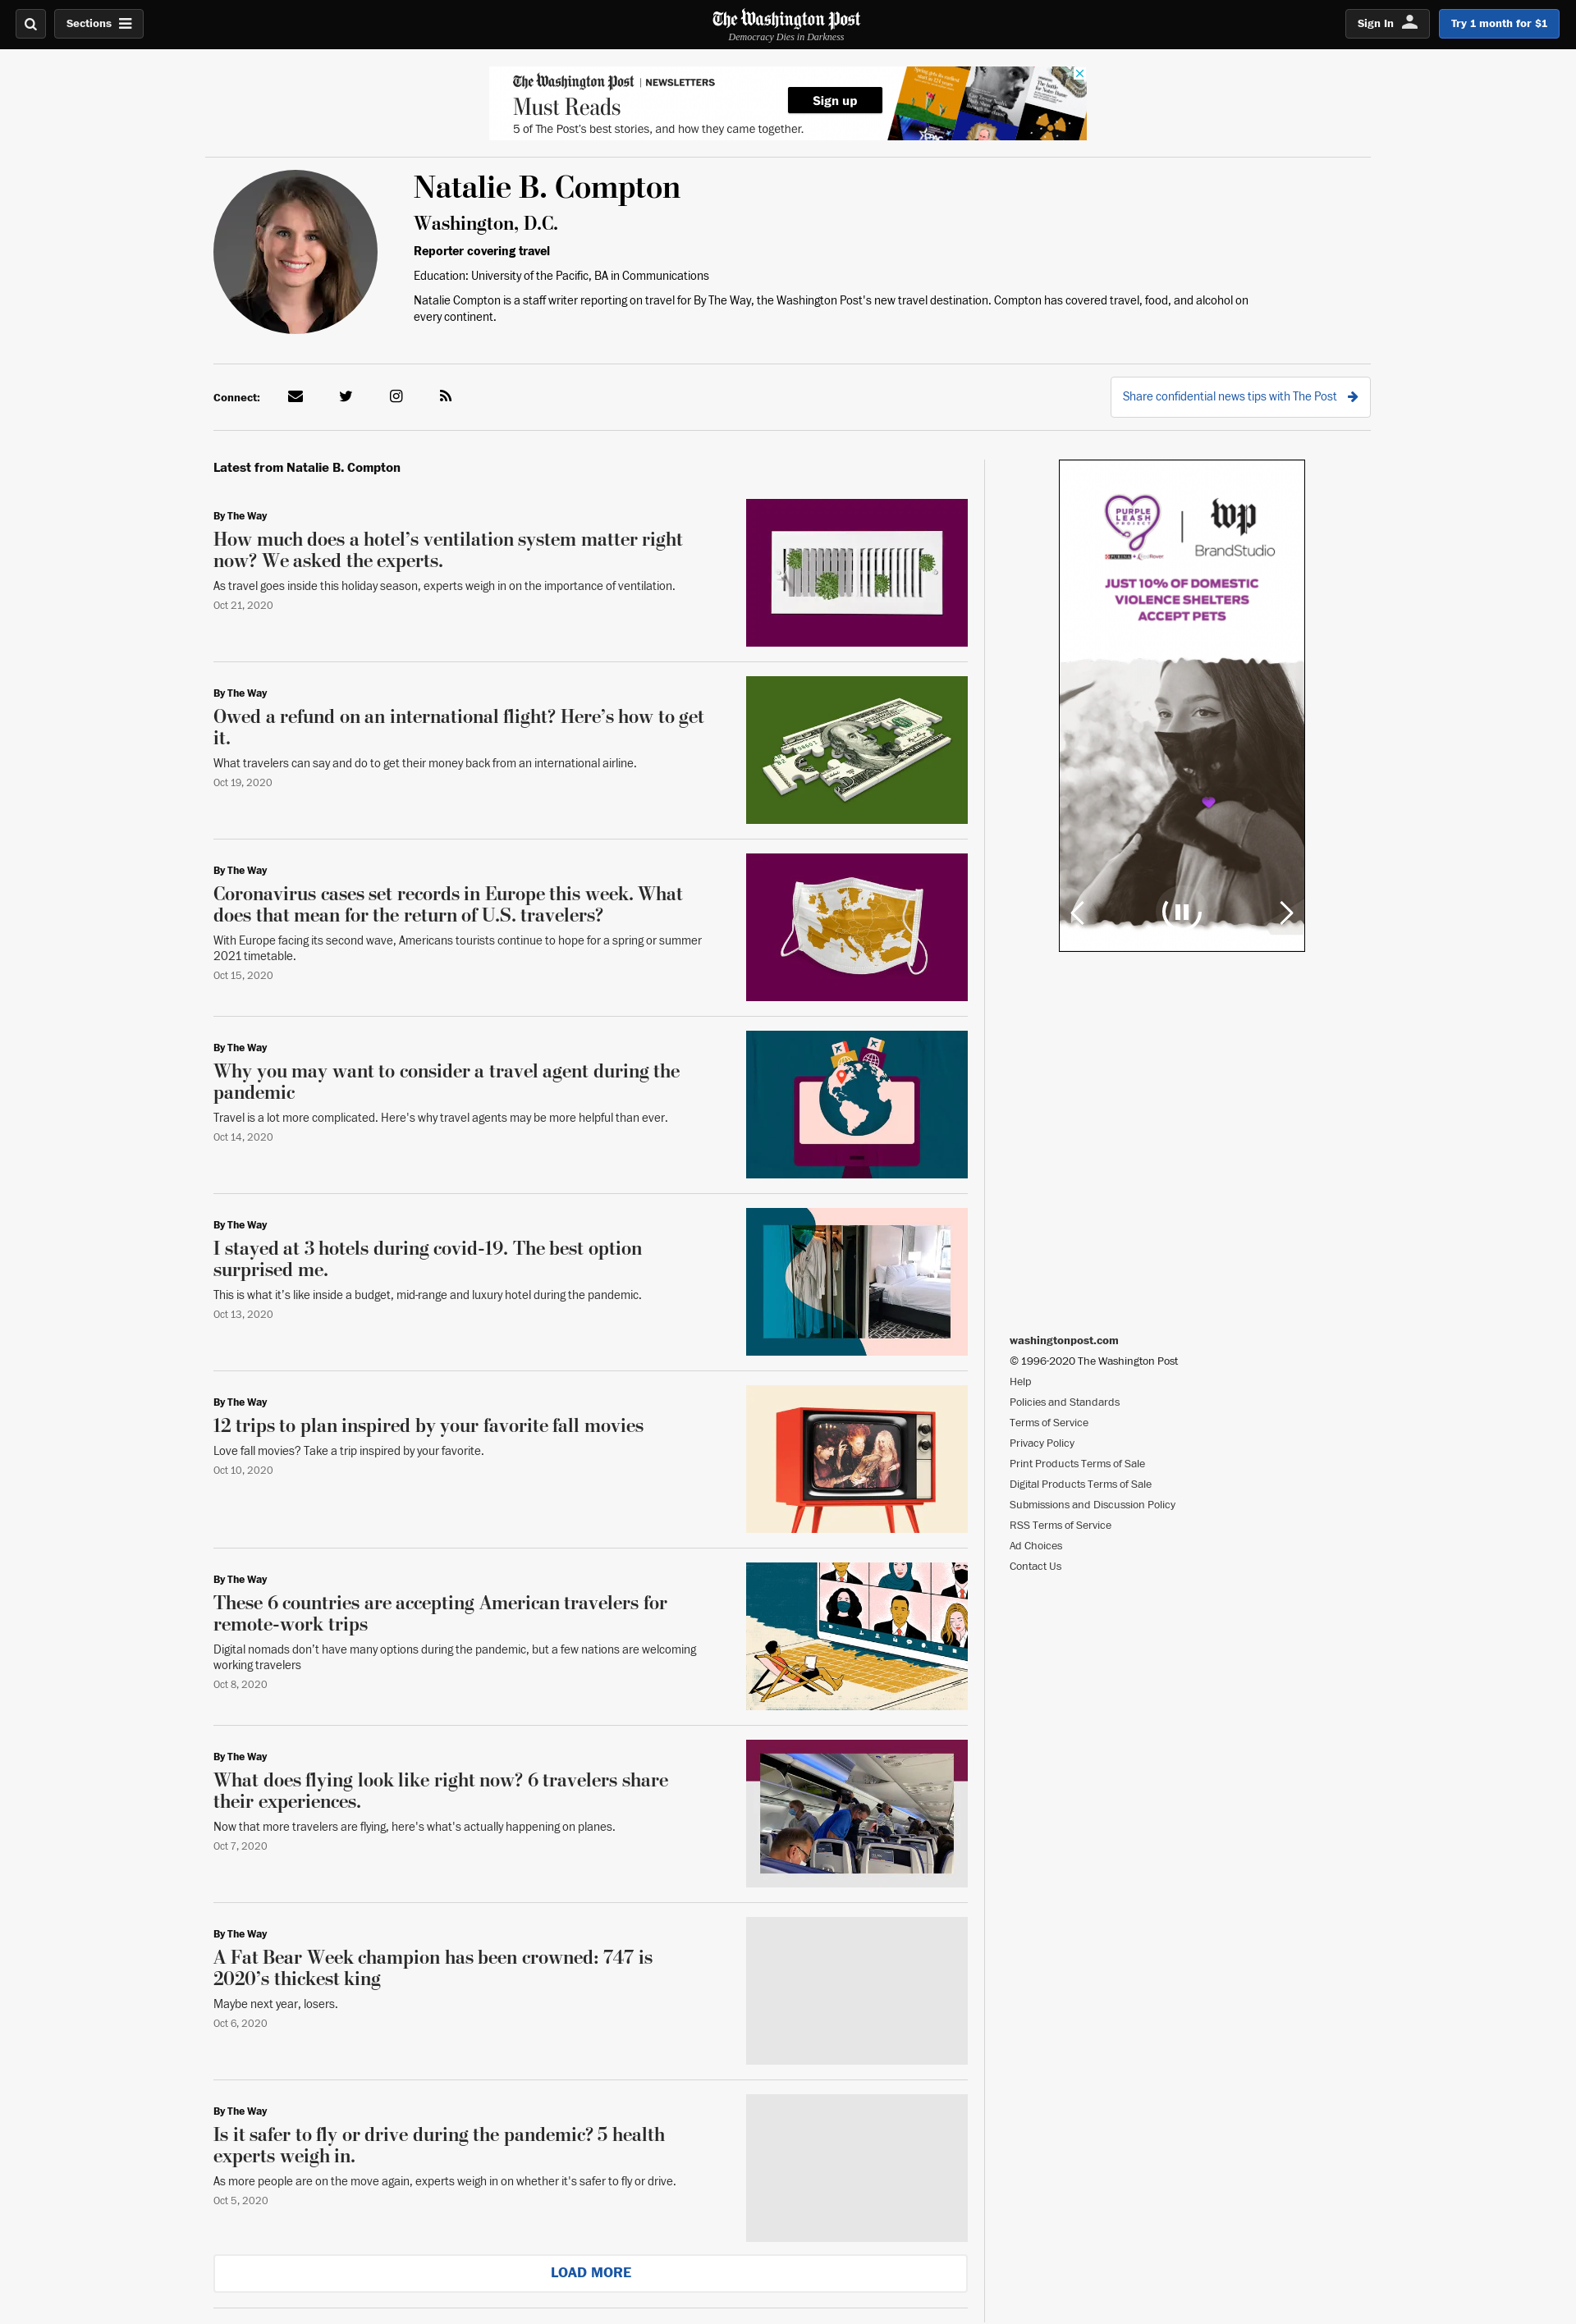 Sections
The Washington Post
Democracy Dies in Darkness
Sign In
Try 1 month for $1
The Washington Post | NEWSLETTERS
Must Reads
5 of The Post's best stories, and how they came together.
Sign up
Natalie B. Compton
Washington, D.C.
Reporter covering travel
Education: University of the Pacific, BA in Communications
Natalie Compton is a staff writer reporting on travel for By The Way, the Washington Post's new travel destination. Compton has covered travel, food, and alcohol on
every continent.
Connect:
Share confidential news tips with The Post
Latest from Natalie B. Compton
By The Way
How much does a hotel’s ventilation system matter right
now? We asked the experts.
As travel goes inside this holiday season, experts weigh in on the importance of ventilation.
Oct 21, 2020
By The Way
Owed a refund on an international flight? Here’s how to get
it.
What travelers can say and do to get their money back from an international airline.
Oct 19, 2020
By The Way
Coronavirus cases set records in Europe this week. What
does that mean for the return of U.S. travelers?
With Europe facing its second wave, Americans tourists continue to hope for a spring or summer
2021 timetable.
Oct 15, 2020
By The Way
Why you may want to consider a travel agent during the
pandemic
Travel is a lot more complicated. Here's why travel agents may be more helpful than ever.
Oct 14, 2020
By The Way
I stayed at 3 hotels during covid-19. The best option
surprised me.
This is what it's like inside a budget, mid-range and luxury hotel during the pandemic.
Oct 13, 2020
By The Way
12 trips to plan inspired by your favorite fall movies
Love fall movies? Take a trip inspired by your favorite.
Oct 10, 2020
By The Way
These 6 countries are accepting American travelers for
remote-work trips
Digital nomads don't have many options during the pandemic, but a few nations are welcoming
working travelers
Oct 8, 2020
By The Way
What does flying look like right now? 6 travelers share
their experiences.
Now that more travelers are flying, here's what's actually happening on planes.
Oct 7, 2020
By The Way
A Fat Bear Week champion has been crowned: 747 is
2020’s thickest king
Maybe next year, losers.
Oct 6, 2020
By The Way
Is it safer to fly or drive during the pandemic? 5 health
experts weigh in.
As more people are on the move again, experts weigh in on whether it's safer to fly or drive.
Oct 5, 2020
LOAD MORE
PURPLE
LEASH
PROJECT
PURINA
wp
BrandStudio
JUST 10% OF DOMESTIC
VIOLENCE SHELTERS
ACCEPT PETS
washingtonpost.com
© 1996-2020 The Washington Post
Help
Policies and Standards
Terms of Service
Privacy Policy
Print Products Terms of Sale
Digital Products Terms of Sale
Submissions and Discussion Policy
RSS Terms of Service
Ad Choices
Contact Us